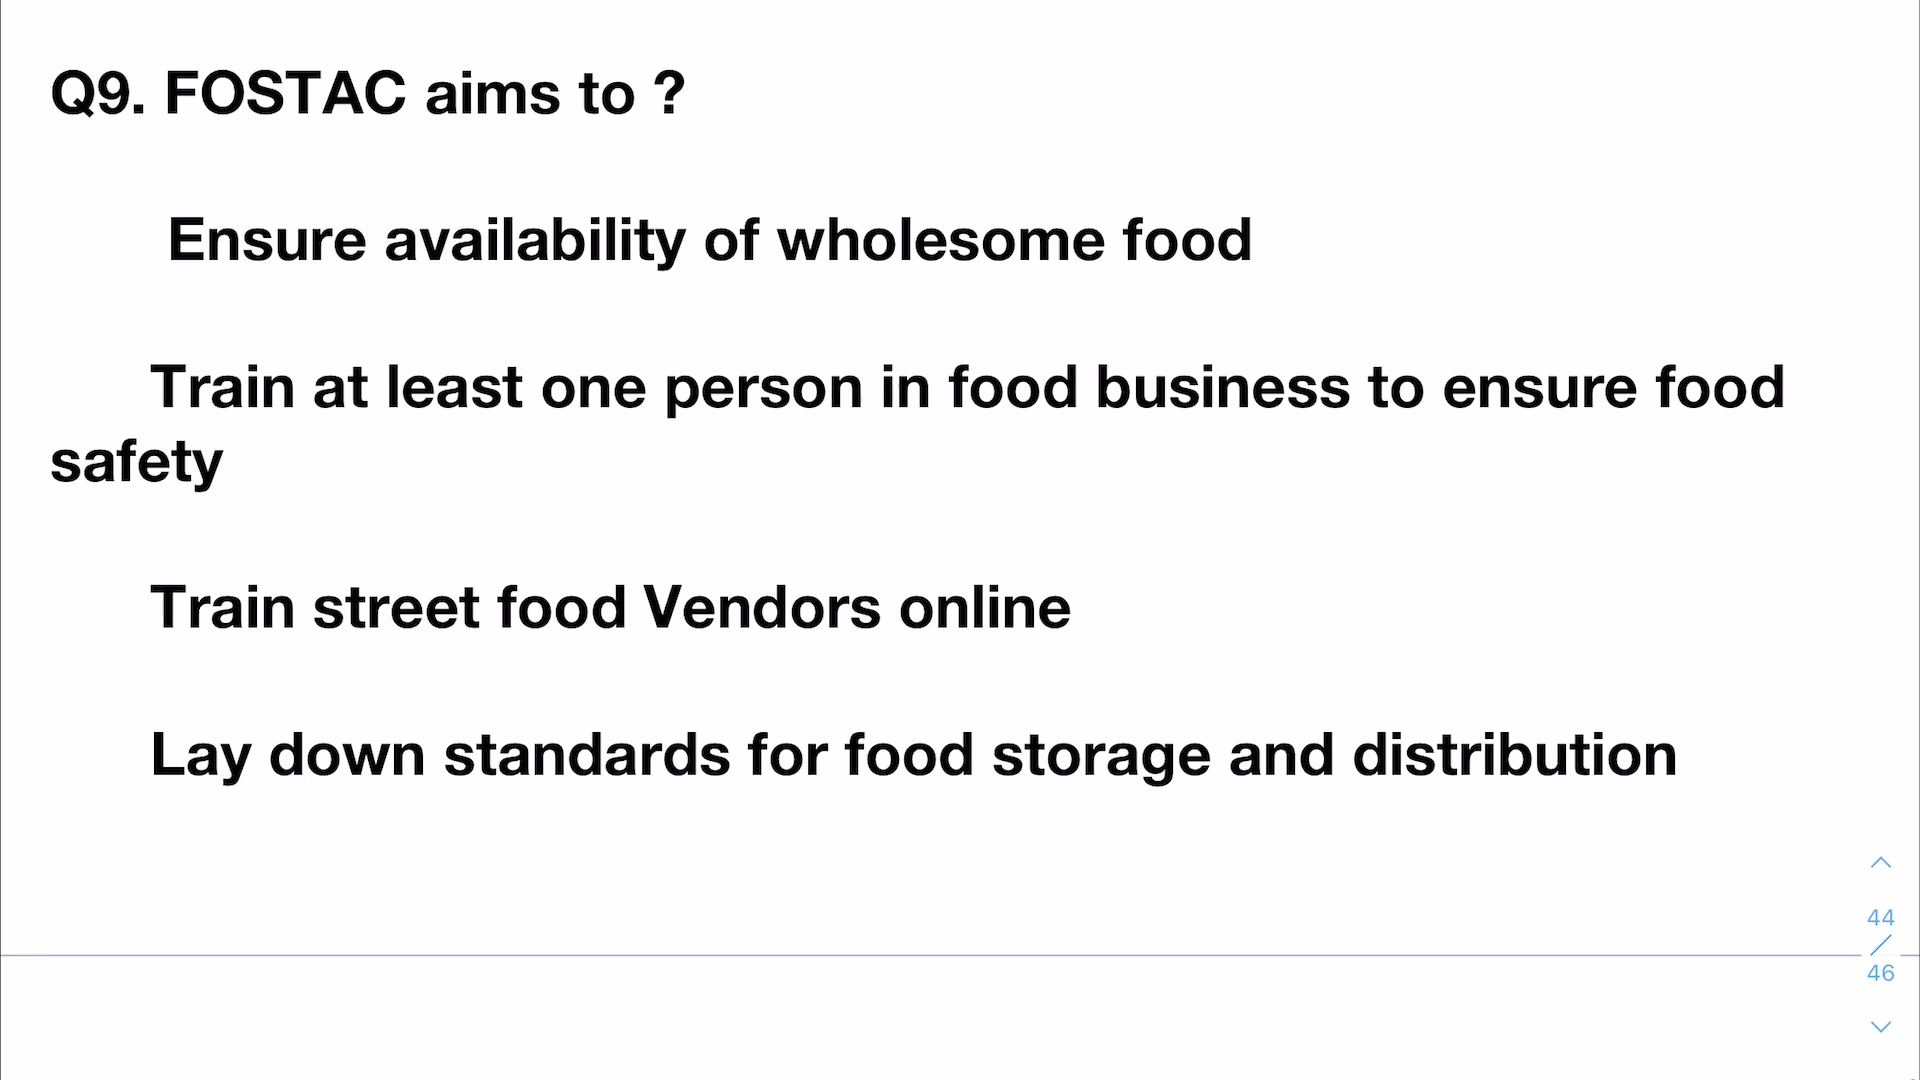 Q9. FOSTAC aims to ?
Ensure availability of wholesome food
Train at least one person in food business to ensure food
safety
Train street food Vendors online
Lay down standards for food storage and distribution
44
/
46